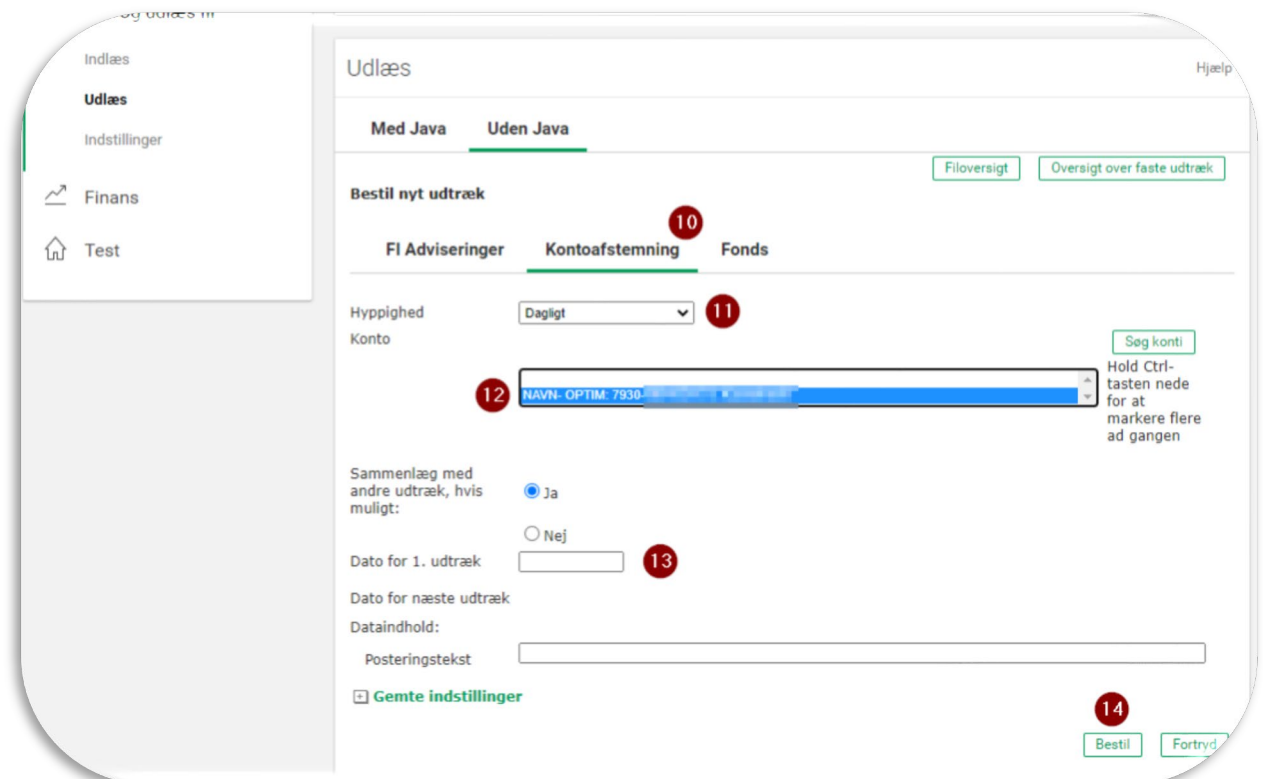 Indlæs
Udlæs
Indstillinger
Finans
Test
Udlæs
Hjælp
Med Java Uden Java
Filoversigt Oversigt over faste udtræk
Bestil nyt udtræk
10
FI Adviseringer Kontoafstemning Fonds
Hyppighed Dagligt 11
Konto
Søg konti
12 NAVN- OPTIM: 7930-
Hold Ctrl-
tasten nede
for at
markere flere
ad gangen
Sammenlæg med
andre udtræk, hvis
muligt:
Ja
Nej
Dato for 1. udtræk 13
Dato for næste udtræk
Dataindhold:
Posteringstekst
Gemte indstillinger
14
Bestil Fortryd